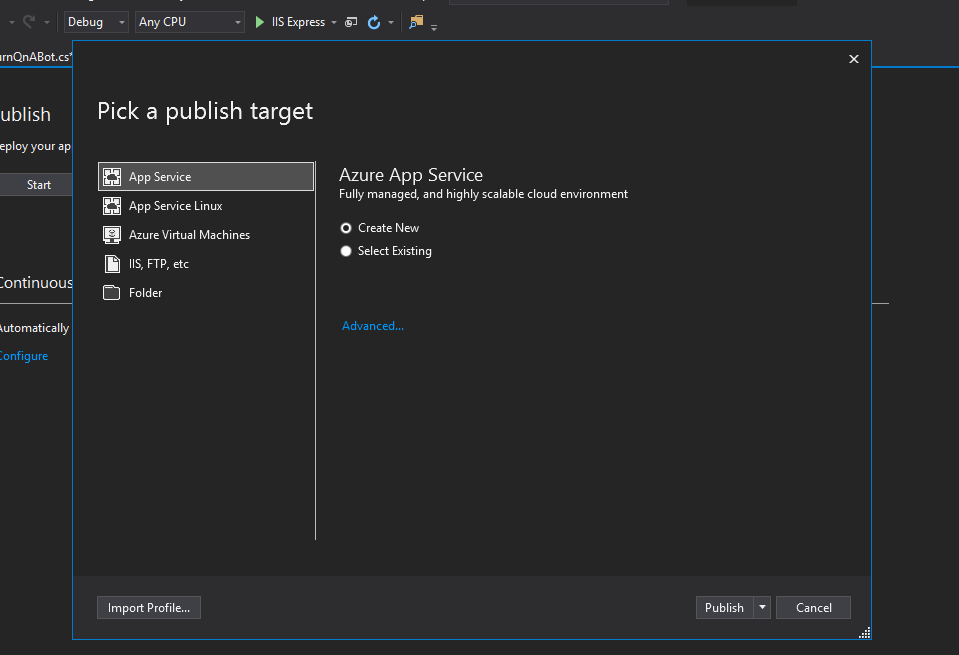 Debug
Any CPU
IIS Express
rnQnABot.cs*
ublish
eploy your ap
Start
Continuous
Automatically
Configure
Pick a publish target
App Service
App Service Linux
Azure Virtual Machines
IIS, FTP, etc
Folder
Azure App Service
Fully managed, and highly scalable cloud environment
Create New
Select Existing
Advanced...
Import Profile...
Publish
Cancel